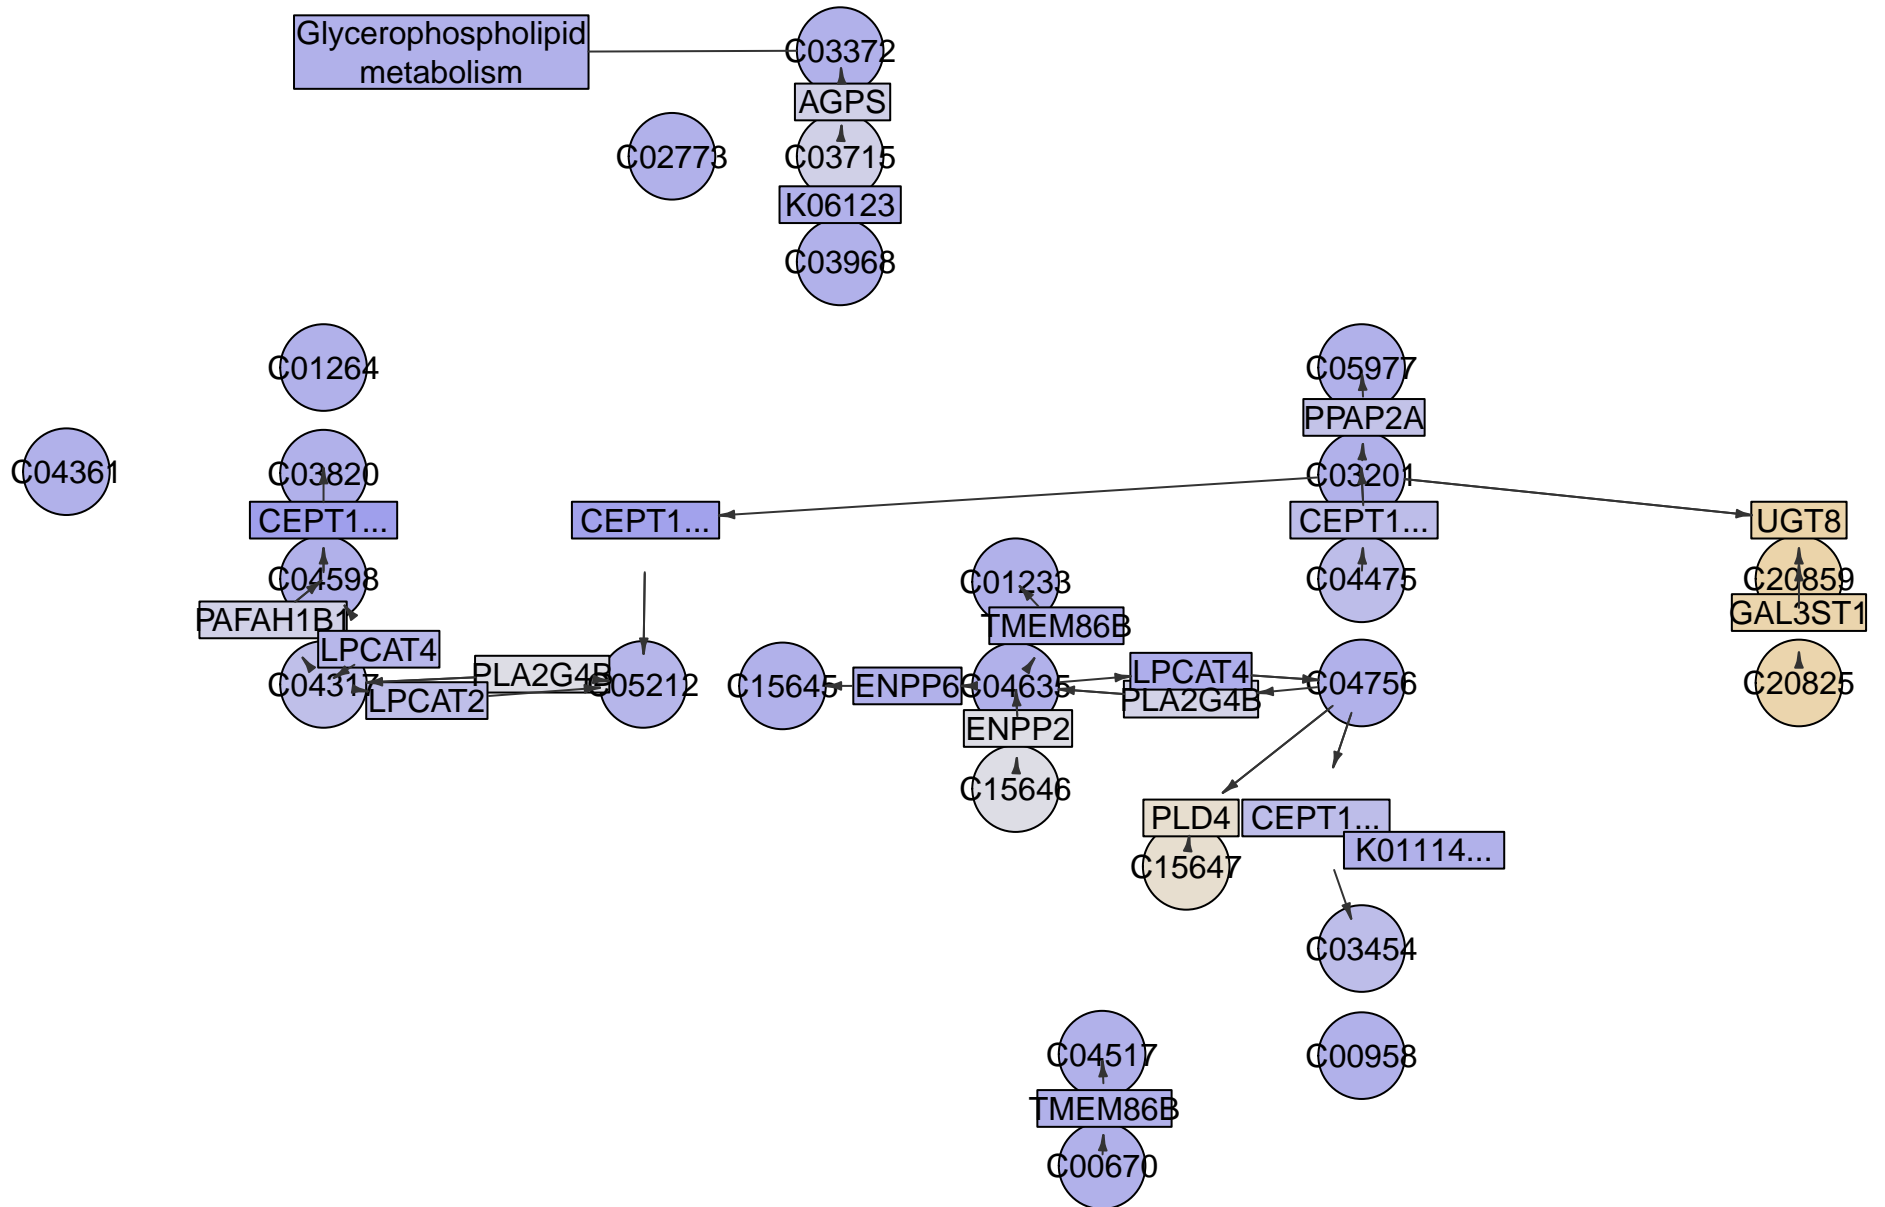 Glycerophospholipid
metabolism
C03372
AGPS
C02773
C03715
K06123
C03968
C01264
C05977
PPAP2A
C04361
C03820
C03201
CEPT1...
CEPT1...
CEPT1...
UGT8
C04598
C01233
C04475
C20859
PAFAH1B1
TMEM86B
GAL3ST1
LPCAT4
C04317
PLA2G4B
LPCAT2
C05212
C15645
ENPP6
C04635
LPCAT4
PLA2G4B
C04756
C20825
ENPP2
C15646
PLD4
CEPT1...
K01114...
C15647
C03454
C04517
C00958
TMEM86B
C00670